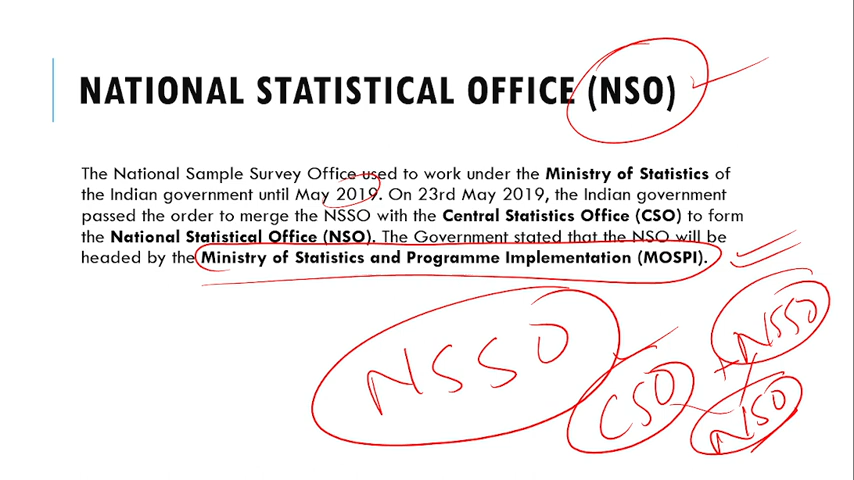 NATIONAL STATISTICAL OFFICE (NSO)
The National Sample Survey Office used to work under the Ministry of Statistics of
the Indian government until May 2019. On 23rd May 2019, the Indian government
passed the order to merge the NSSO with the Central Statistics Office (CSO) to form
the National Statistical Office (NSO). The Government stated that the NSO will be
headed by the Ministry of Statistics and Programme Implementation (MOSPI).
NSSO
CSO
+ NSSO
NSO